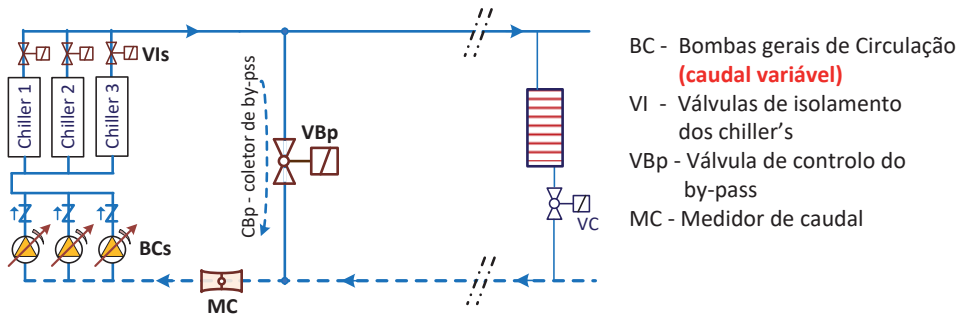 VIs
Chiller 1
Chiller 2
Chiller 3
CBp - coletor de by-pss
VBp
VC
BCs
MC
BC - Bombas gerais de Circulação
(caudal variável)
VI - Válvulas de isolamento
dos chiller's
VBp - Válvula de controlo do
by-pass
MC - Medidor de caudal